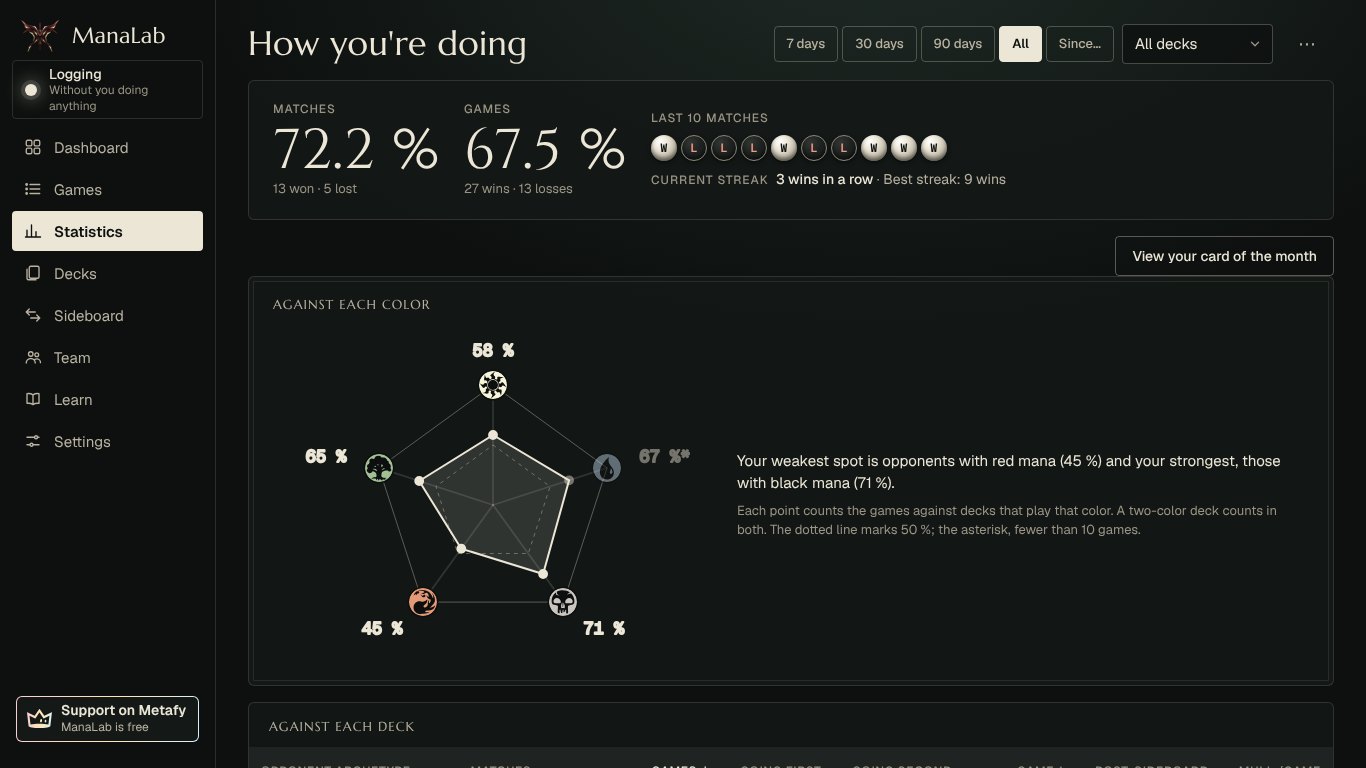 ManaLab
Logging
Without you doing
anything
Dashboard
Games
Statistics
Decks
Sideboard
Team
Learn
Settings
Support on Metafy
ManaLab is free
How you're doing
7 days
30 days
90 days
All
Since...
All decks
MATCHES
72.2 %
13 won · 5 lost
GAMES
67.5 %
27 wins · 13 losses
LAST 10 MATCHES
W L L L W L L W W W
CURRENT STREAK 3 wins in a row · Best streak: 9 wins
View your card of the month
AGAINST EACH COLOR
58 %
65 %
67 %*
45 %
71 %
Your weakest spot is opponents with red mana (45 %) and your strongest, those
with black mana (71 %).
Each point counts the games against decks that play that color. A two-color deck counts in
both. The dotted line marks 50 %; the asterisk, fewer than 10 games.
AGAINST EACH DECK